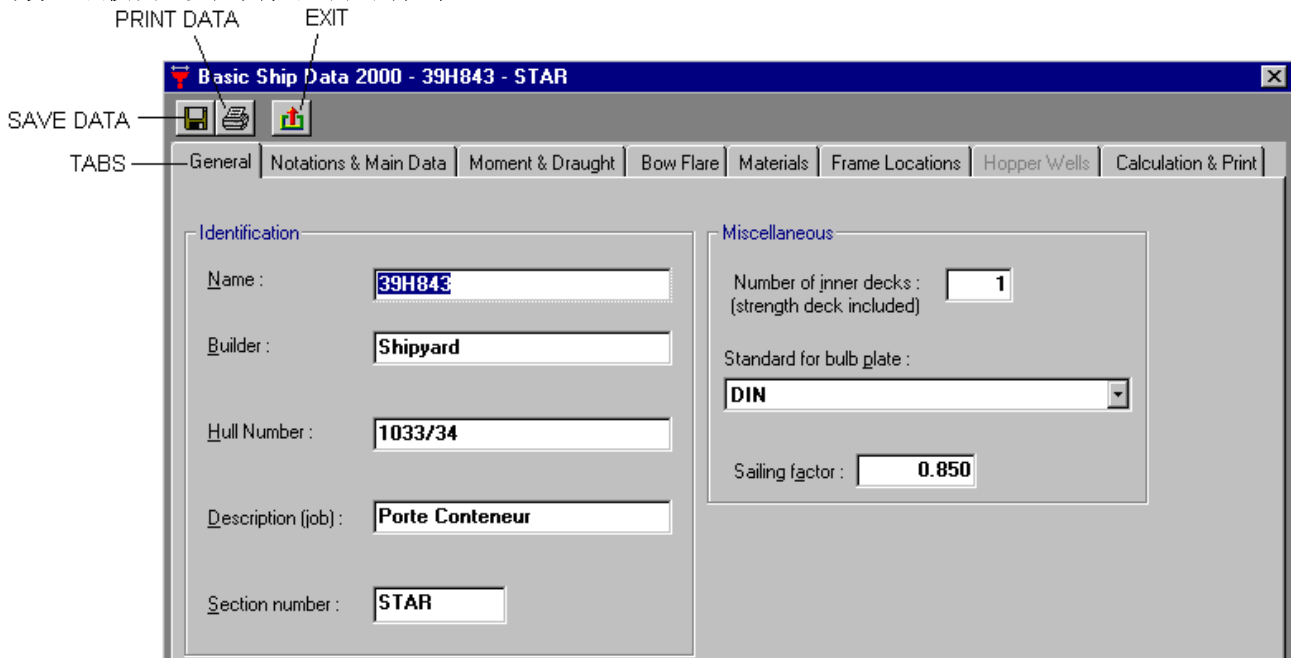 PRINT DATA EXIT
Basic Ship Data 2000 - 39H843 - STAR
SAVE DATA
TABS
General Notations & Main Data Moment & Draught Bow Flare Materials Frame Locations Hopper Wells Calculation & Print
Identification
Name : 39H843
Builder : Shipyard
Hull Number : 1033/34
Description (job) : Porte Conteneur
Section number : STAR
Miscellaneous
Number of inner decks : 1
(strength deck included)
Standard for bulb plate :
DIN
Sailing factor : 0.850